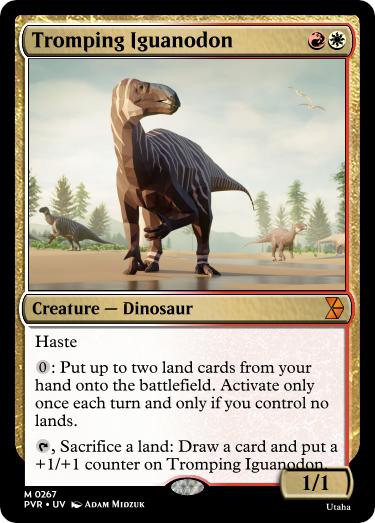 Tromping Iguanodon
Creature — Dinosaur
Haste
0: Put up to two land cards from your
hand onto the battlefield. Activate only
once each turn and only if you control no
lands.
, Sacrifice a land: Draw a card and put a
+1/+1 counter on Tromping Iguanodon.
1/1
M 0267
PVR • UV Adam Midzuk
Utaha